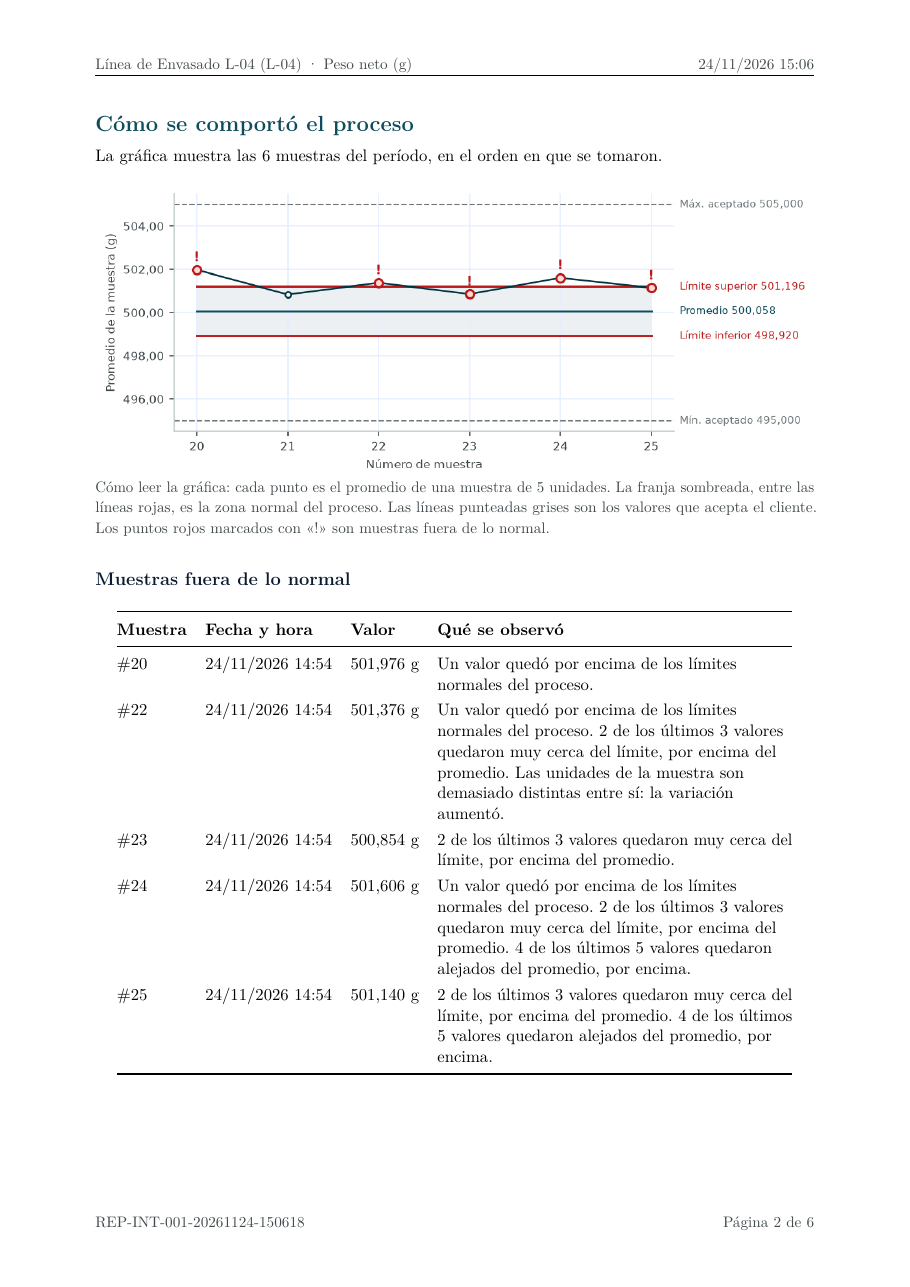 Línea de Envasado L-04 (L-04) · Peso neto (g) 24/11/2026 15:06
Cómo se comportó el proceso
La gráfica muestra las 6 muestras del período, en el orden en que se tomaron.
Promedio de la muestra (g)
504,00
502,00
500,00
498,00
496,00
! ! ! ! !
Máx. aceptado 505,000
Límite superior 501,196
Promedio 500,058
Límite inferior 498,920
Mín. aceptado 495,000
20 21 22 23 24 25
Número de muestra
Cómo leer la gráfica: cada punto es el promedio de una muestra de 5 unidades. La franja sombreada, entre las
líneas rojas, es la zona normal del proceso. Las líneas punteadas grises son los valores que acepta el cliente.
Los puntos rojos marcados con «!» son muestras fuera de lo normal.
Muestras fuera de lo normal
Muestra Fecha y hora Valor Qué se observó
#20 24/11/2026 14:54 501,976 g Un valor quedó por encima de los límites
normales del proceso.
#22 24/11/2026 14:54 501,376 g Un valor quedó por encima de los límites
normales del proceso. 2 de los últimos 3 valores
quedaron muy cerca del límite, por encima del
promedio. Las unidades de la muestra son
demasiado distintas entre sí: la variación
aumentó.
#23 24/11/2026 14:54 500,854 g 2 de los últimos 3 valores quedaron muy cerca del
límite, por encima del promedio.
#24 24/11/2026 14:54 501,606 g Un valor quedó por encima de los límites
normales del proceso. 2 de los últimos 3 valores
quedaron muy cerca del límite, por encima del
promedio. 4 de los últimos 5 valores quedaron
alejados del promedio, por encima.
#25 24/11/2026 14:54 501,140 g 2 de los últimos 3 valores quedaron muy cerca del
límite, por encima del promedio. 4 de los últimos
5 valores quedaron alejados del promedio, por
encima.
REP-INT-001-20261124-150618 Página 2 de 6